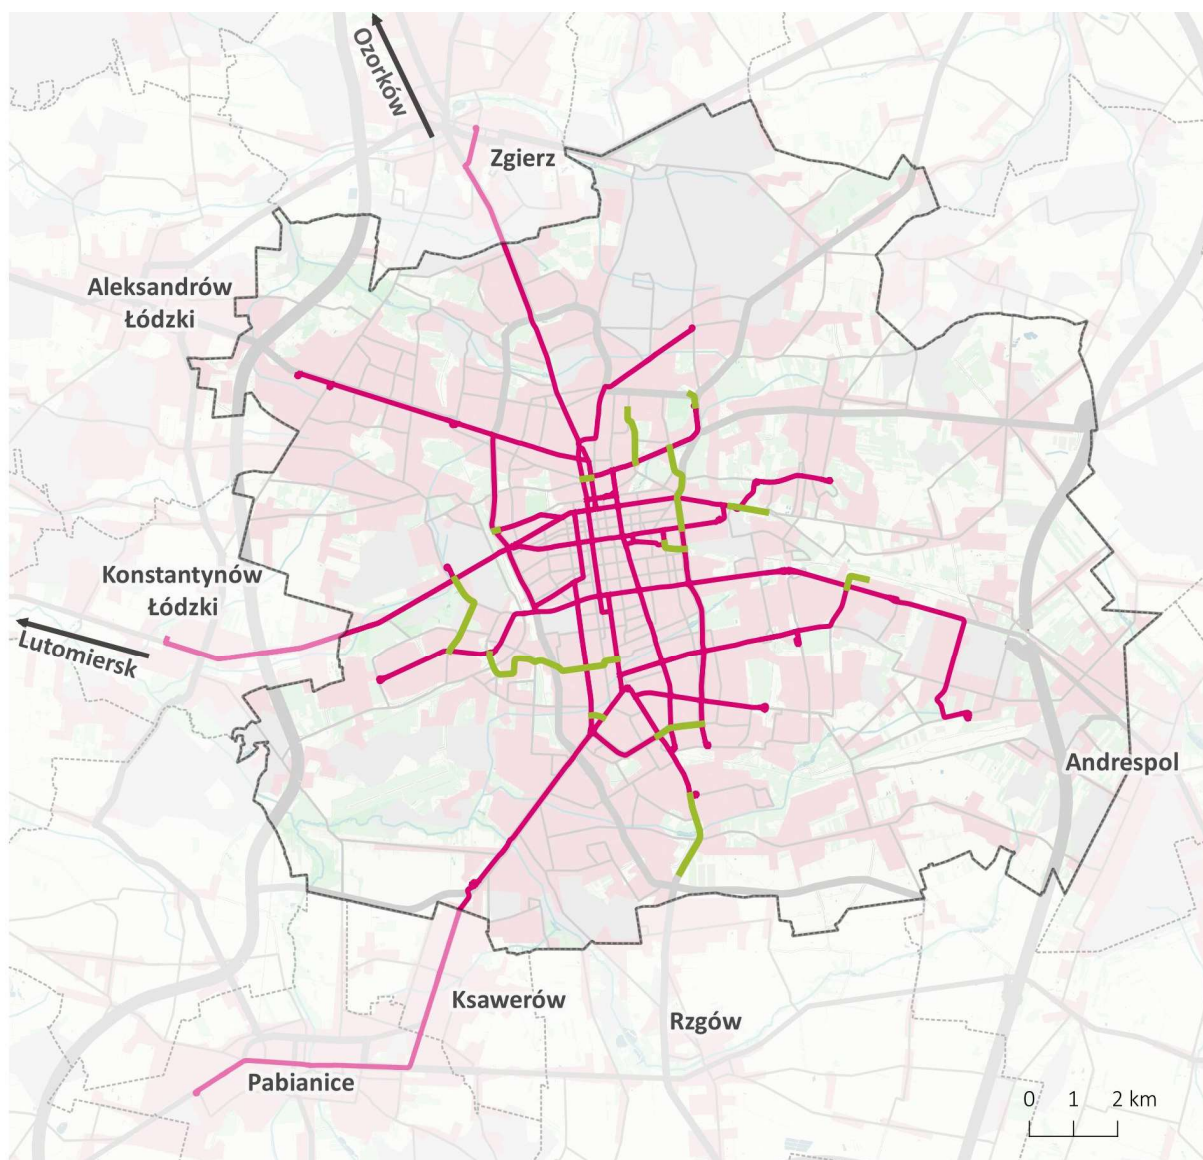 Ozorków
Zgierz
Aleksandrów
Łódzki
Konstantynów
Łódzki
Lutomiersk
Andrespol
Ksawerów
Rzgów
Pabianice
0 1 2 km